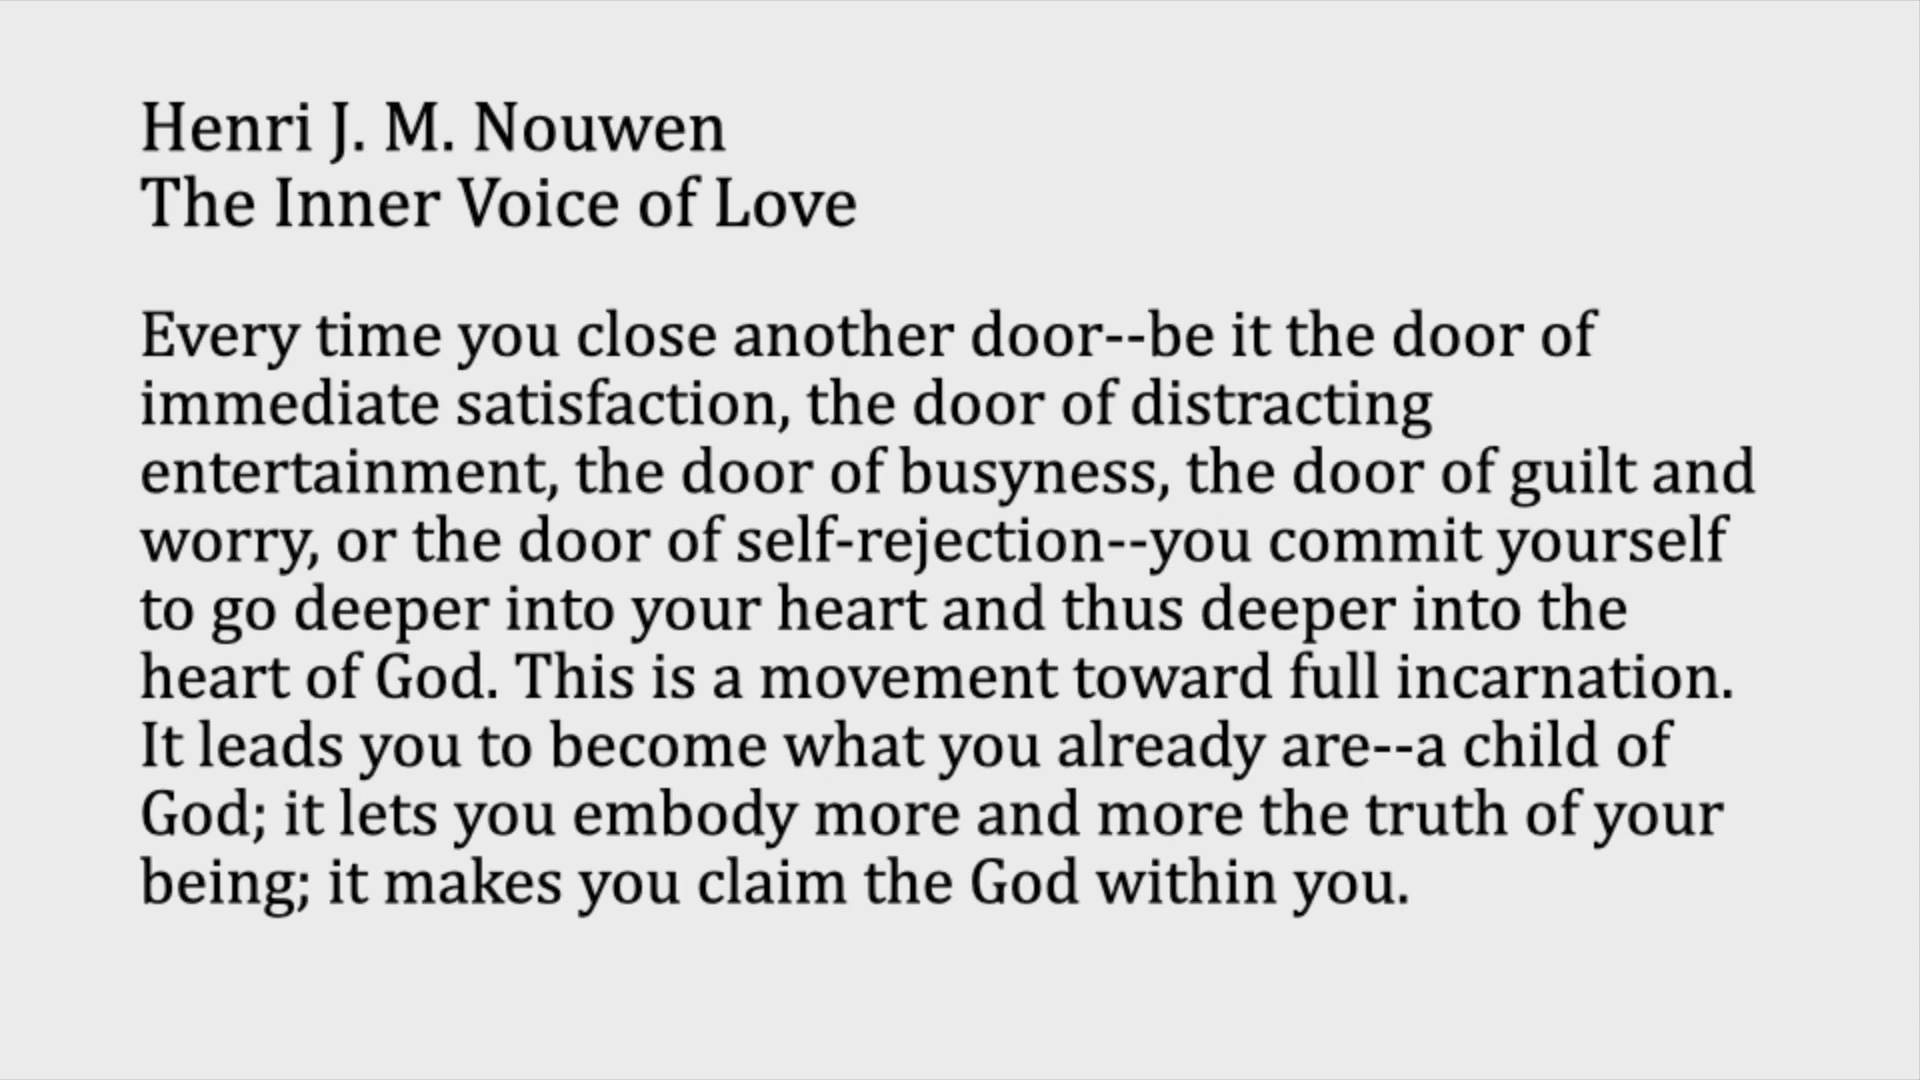 Henri J. M. Nouwen
The Inner Voice of Love
Every time you close another door--be it the door of
immediate satisfaction, the door of distracting
entertainment, the door of busyness, the door of guilt and
worry, or the door of self-rejection--you commit yourself
to go deeper into your heart and thus deeper into the
heart of God. This is a movement toward full incarnation.
It leads you to become what you already are--a child of
God; it lets you embody more and more the truth of your
being; it makes you claim the God within you.